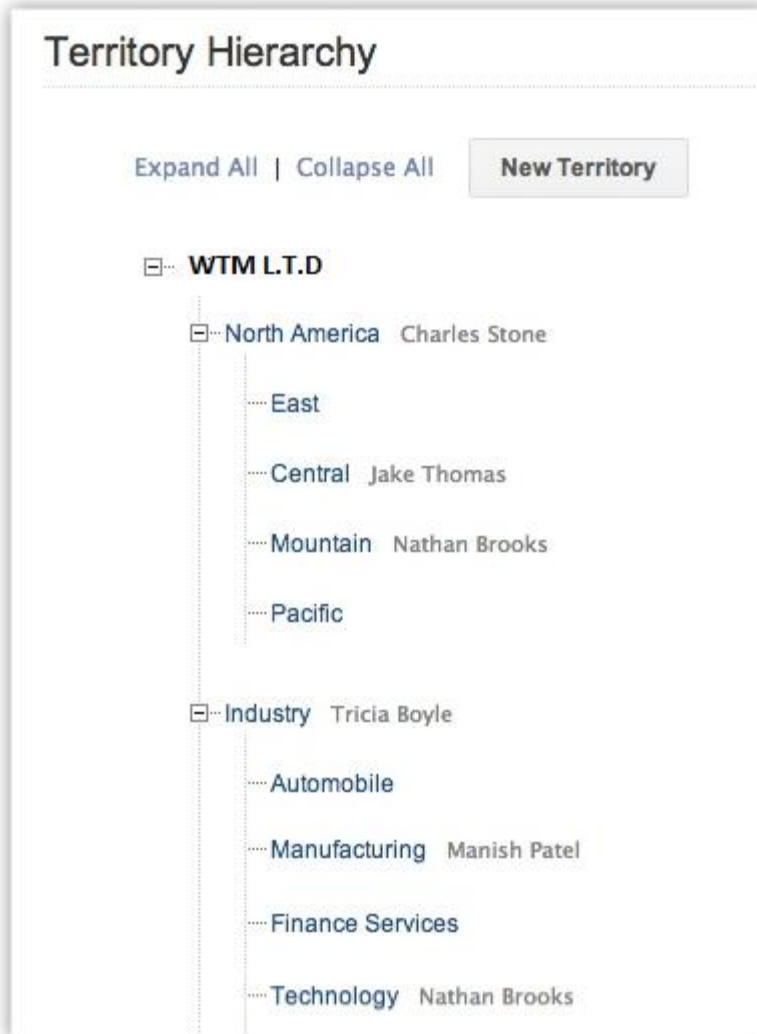 Territory Hierarchy
Expand All | Collapse All New Territory
WTM L.T.D
North America Charles Stone
East
Central Jake Thomas
Mountain Nathan Brooks
Pacific
Industry Tricia Boyle
Automobile
Manufacturing Manish Patel
Finance Services
Technology Nathan Brooks